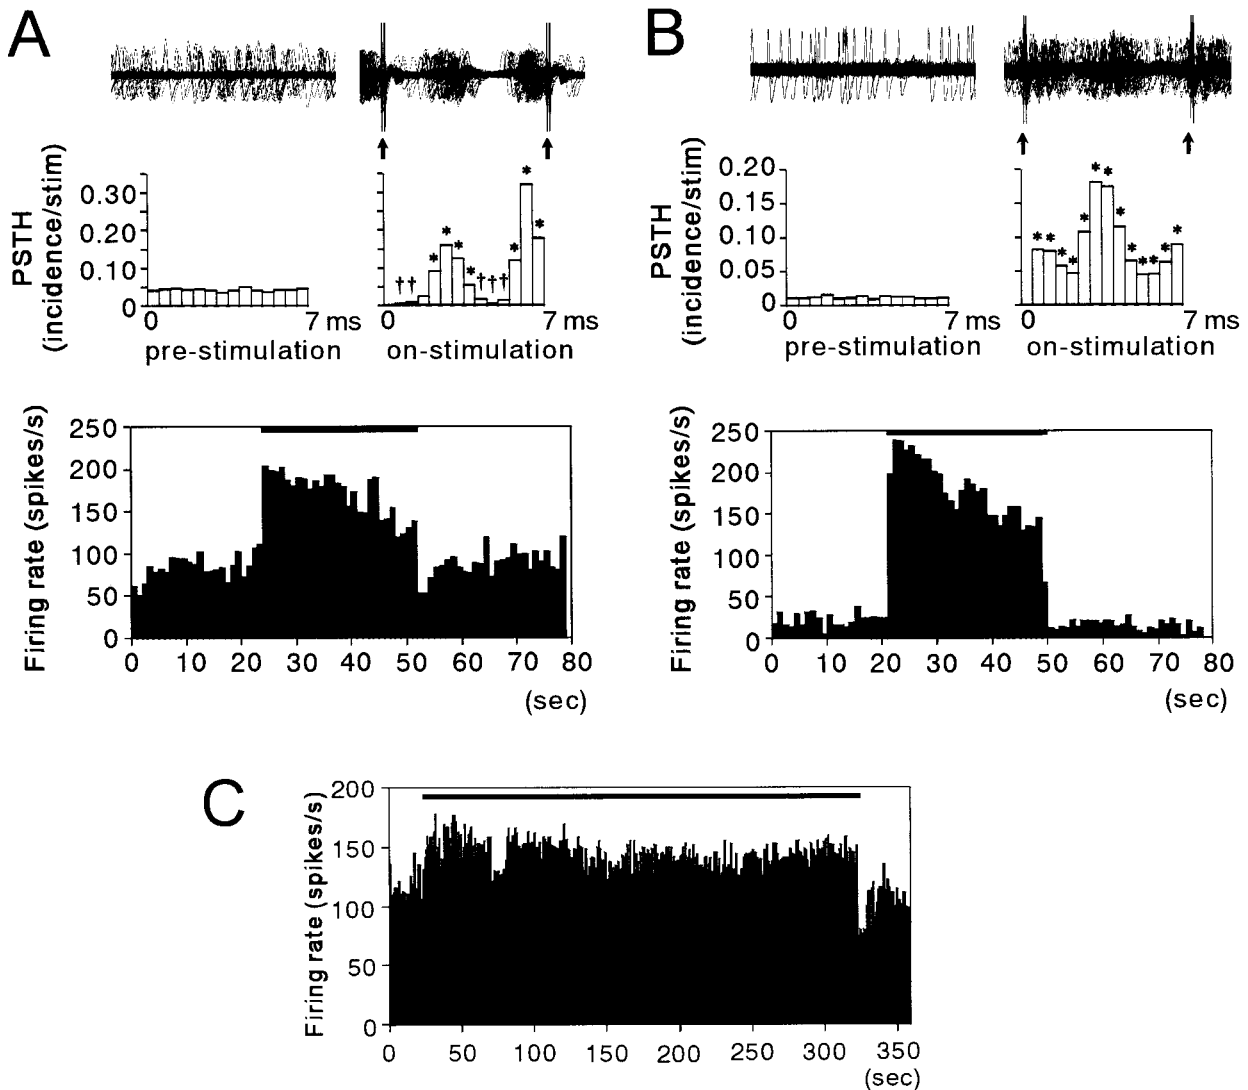 A
B
PSTH
(incidence/stim)
0.30
0.20
0.10
0
0
7 ms
pre-stimulation
* * * * * * *
† † † † †
7 ms
0
on-stimulation
PSTH
(incidence/stim)
0.20
0.15
0.10
0.05
0
0
7 ms
pre-stimulation
* * * * * * * * * * * * *
0
7 ms
on-stimulation
Firing rate (spikes/s)
250
200
150
100
50
0
0 10 20 30 40 50 60 70 80
(sec)
Firing rate (spikes/s)
250
200
150
100
50
0
0 10 20 30 40 50 60 70 80
(sec)
C
Firing rate (spikes/s)
200
150
100
50
0
0 50 100 150 200 250 300 350
(sec)